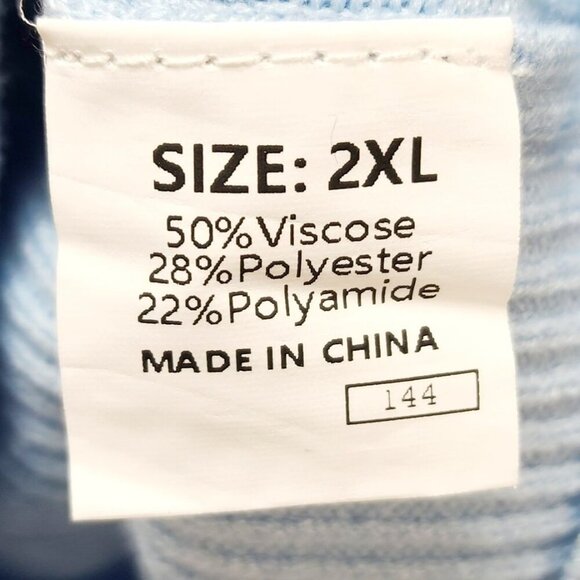 SIZE: 2XL
50%Viscose
28%Polyester
22%Polyamide
MADE IN CHINA
144